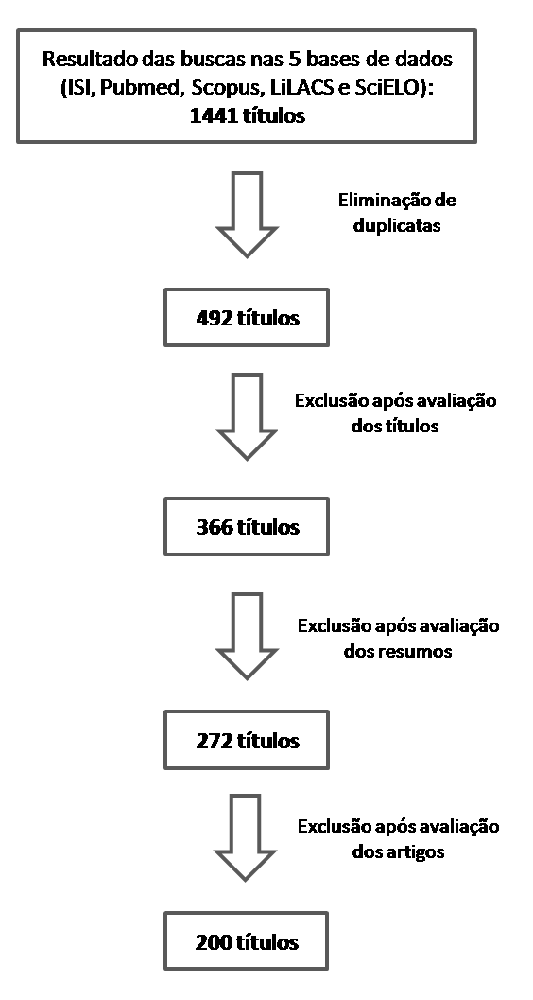 Resultado das buscas nas 5 bases de dados
(ISI, Pubmed, Scopus, LiLACS e SciELO):
1441 títulos
Eliminação de
duplicatas
492 títulos
Exclusão após avaliação
dos títulos
366 títulos
Exclusão após avaliação
dos resumos
272 títulos
Exclusão após avaliação
dos artigos
200 títulos